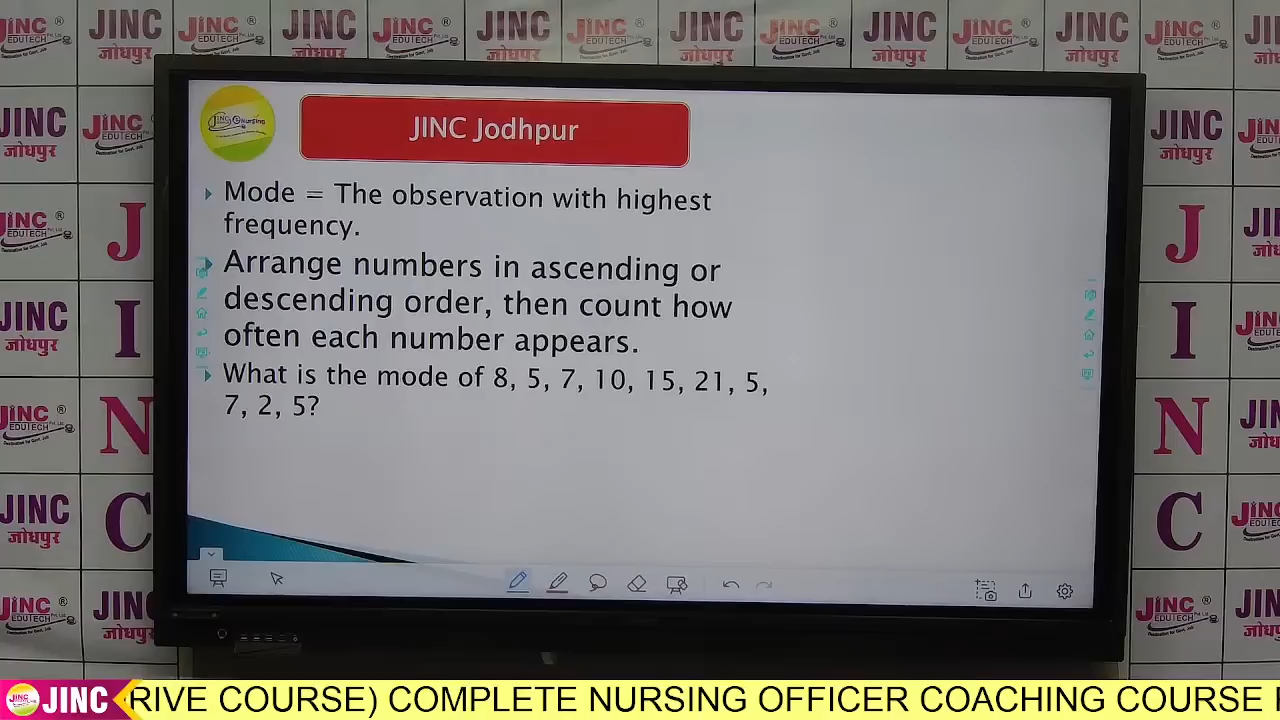 JINC Jodhpur
Mode = The observation with highest
frequency.
Arrange numbers in ascending or
descending order, then count how
often each number appears.
What is the mode of 8, 5, 7, 10, 15, 21, 5,
7, 2, 5?
J
I
N
C
J
I
N
C
JINC
जोधपुर
JINC
EDUTECH
JINC RIVE COURSE) COMPLETE NURSING OFFICER COACHING COURSE